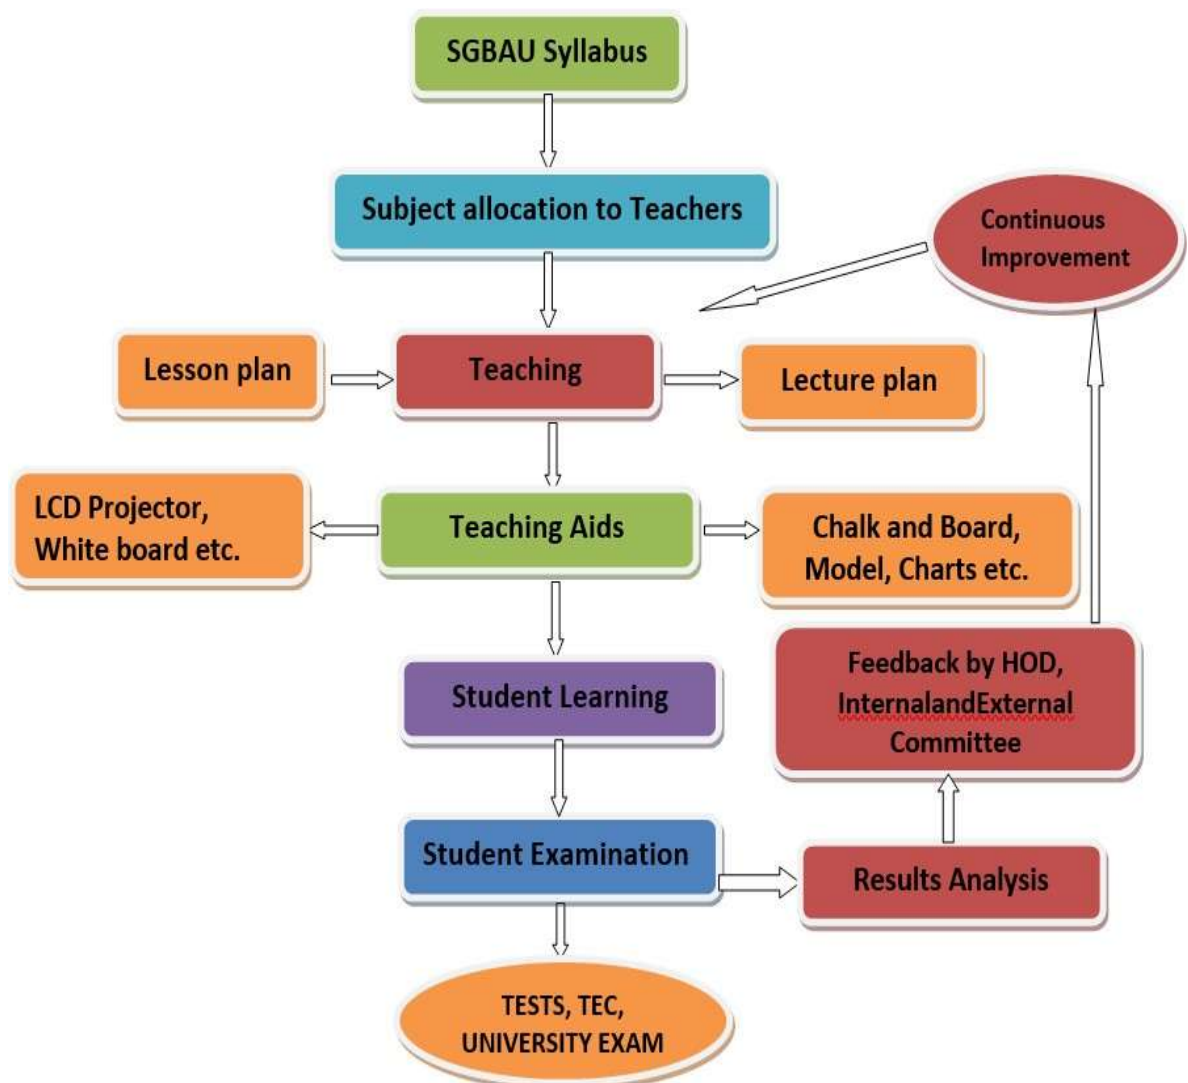 SGBAU Syllabus
Subject allocation to Teachers
Continuous
Improvement
Lesson plan
Teaching
Lecture plan
LCD Projector,
White board etc.
Teaching Aids
Chalk and Board,
Model, Charts etc.
Student Learning
Feedback by HOD,
InternalandExternal
Committee
Student Examination
Results Analysis
TESTS, TEC,
UNIVERSITY EXAM